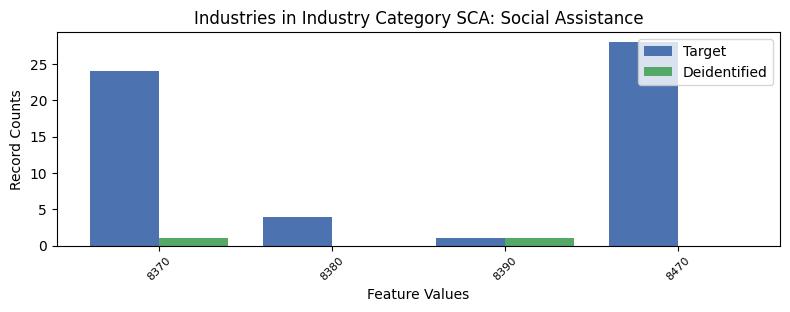 Industries in Industry Category SCA: Social Assistance
Target
Deidentified
Record Counts
25
20
15
10
5
0
8370
8380
8390
8470
Feature Values